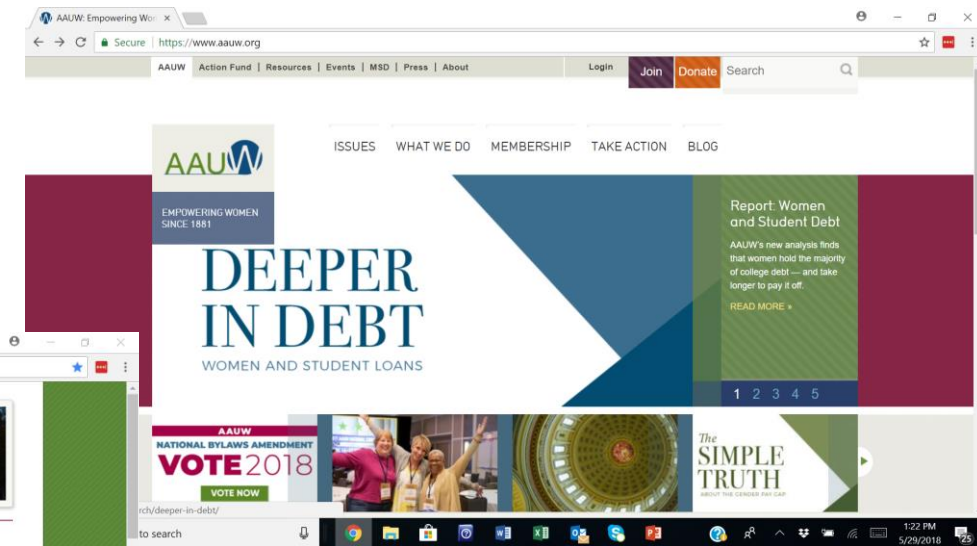 AAUW: Empowering Wor
Secure | https://www.aauw.org
AAUW Action Fund | Resources | Events | MSD | Press | About Login Join Donate Search
AAUW
ISSUES WHAT WE DO MEMBERSHIP TAKE ACTION BLOG
EMPOWERING WOMEN
SINCE 1881
DEEPER
IN DEBT
WOMEN AND STUDENT LOANS
Report: Women
and Student Debt
AAUW's new analysis finds
that women hold the majority
of college debt — and take
longer to pay it off.
READ MORE »
1 2 3 4 5
AAUW
NATIONAL BYLAWS AMENDMENT
VOTE 2018
VOTE NOW
The
SIMPLE
TRUTH
ABOUT THE GENDER PAY GAP
rch/deeper-in-debt/
to search
1:22 PM
5/29/2018
25